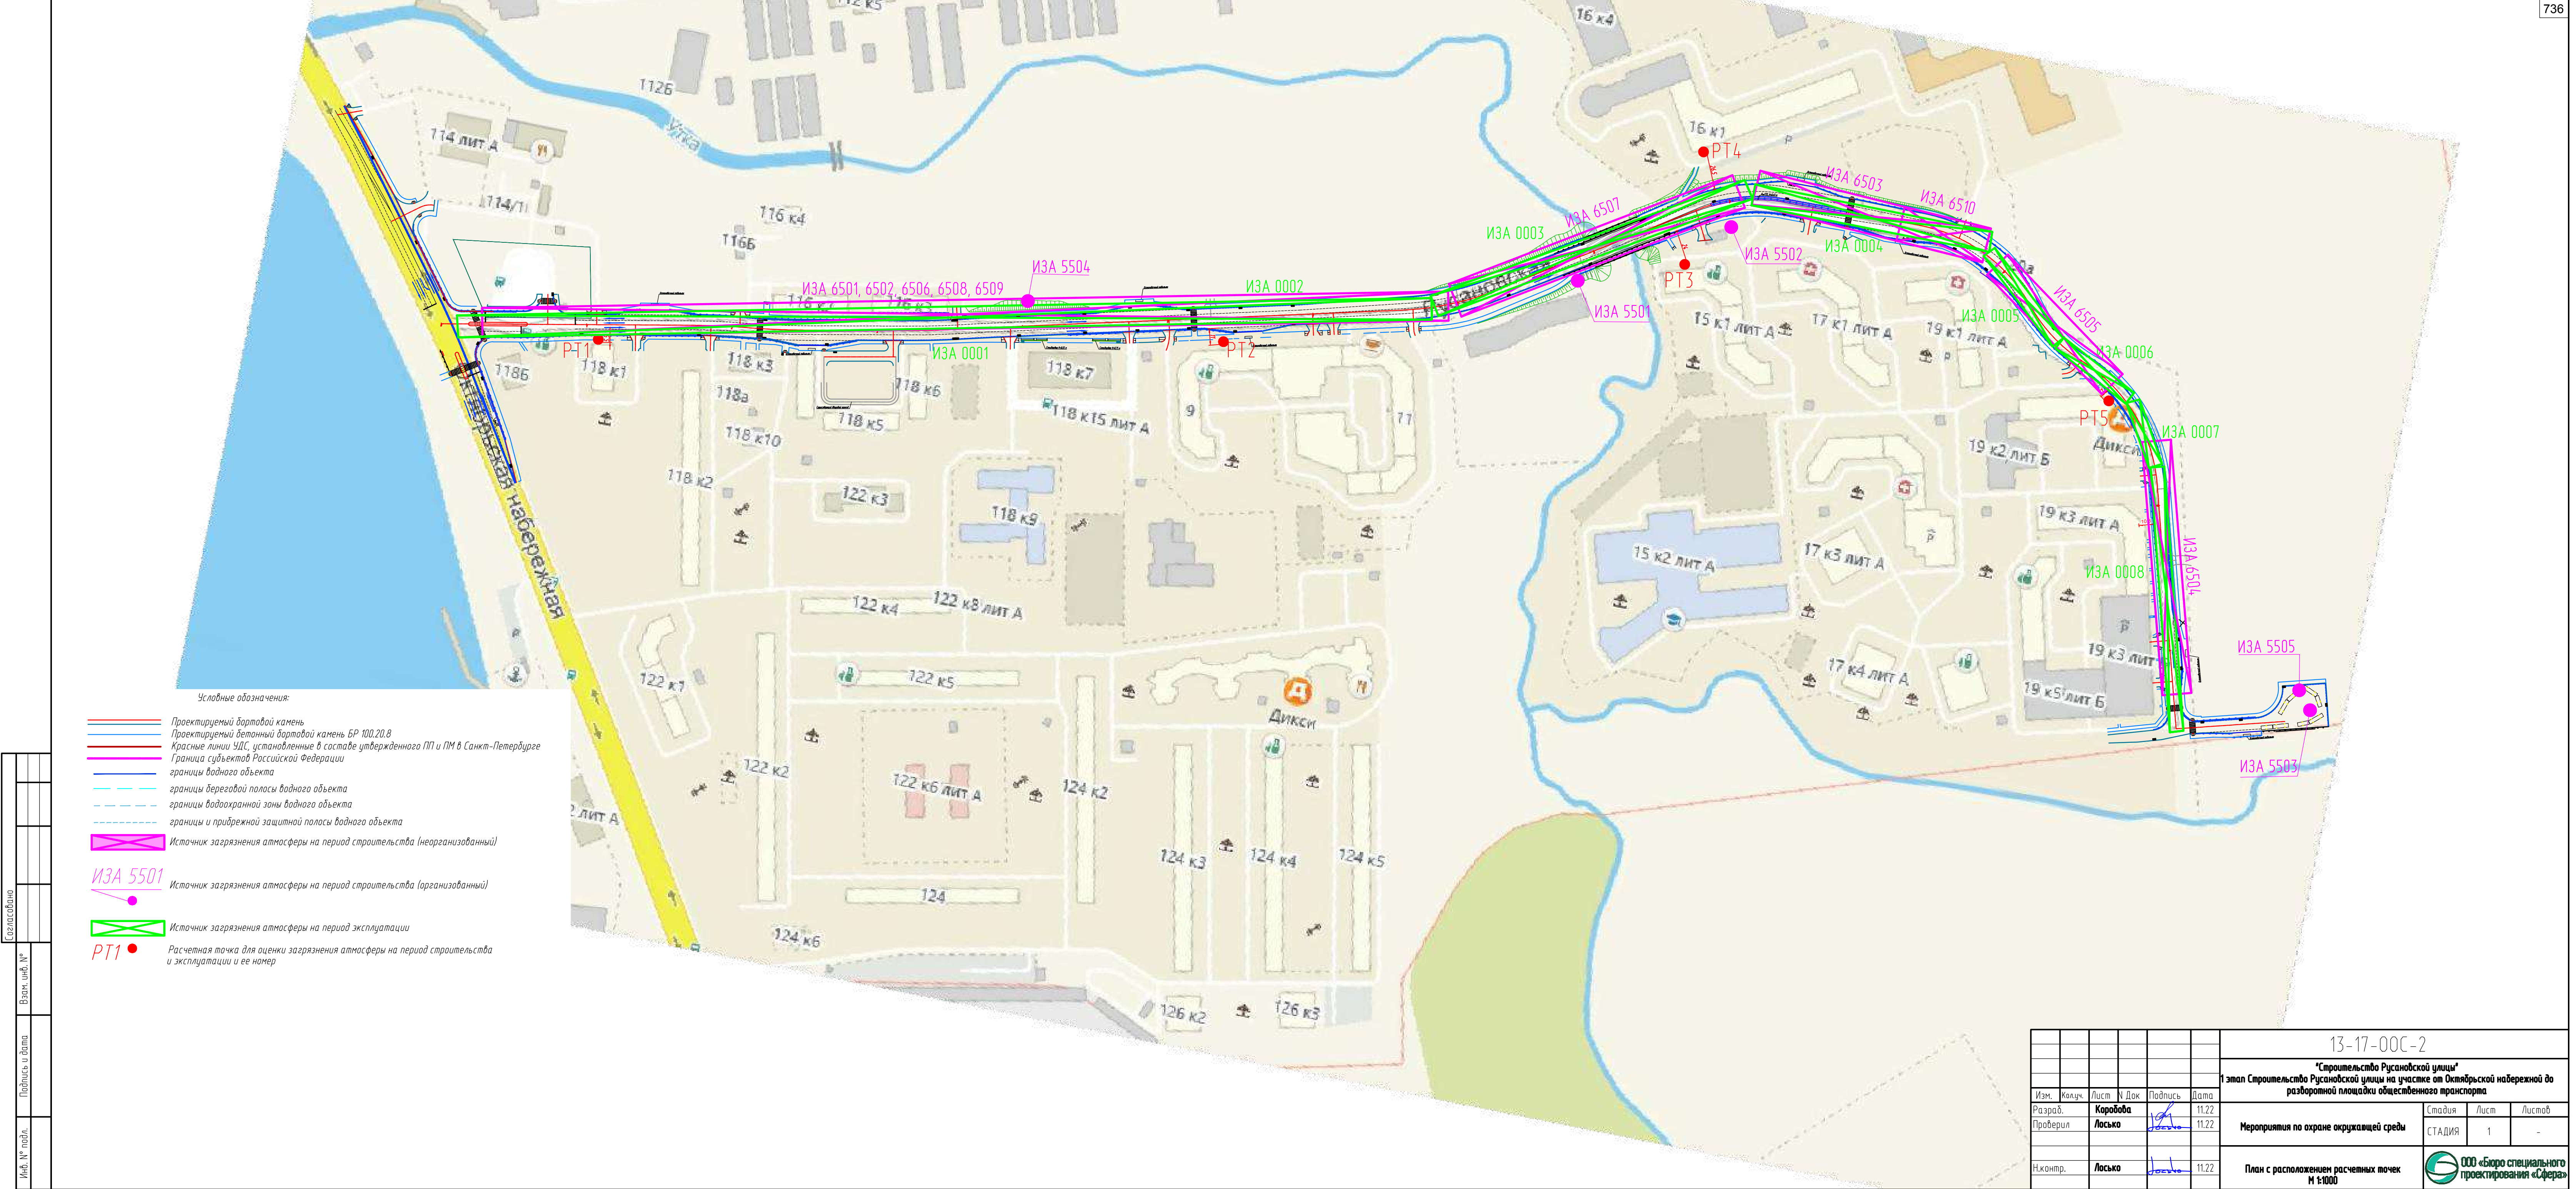 736
112 к5
16 к4
112Б
Утка
114 лит А
16 к1
РТ4
114/1
116 к4
116Б
ИЗА 6503
ИЗА 6510
ИЗА 6507
ИЗА 0003
ИЗА 0004
ИЗА 5502
РТ3
ИЗА 5504
ИЗА 6501, 6502, 6506, 6508, 6509
ИЗА 0002
116 к3
ИЗА 5501
ИЗА 6505
ИЗА 0005
ИЗА 0006
15 к1 лит А
17 к1 лит А
19 к1 лит А
РТ1
ИЗА 0001
РТ2
118Б
118 к1
118 к3
118 к6
118 к7
118а
118 к5
118 к15 лит А
118 к10
9
11
РТ5
ИЗА 0007
Дикси
19 к2 лит Б
118 к2
122 к3
118 к9
19 к3 лит А
15 к2 лит А
17 к3 лит А
ИЗА 0008
ИЗА 6504
122 к4
122 к8 лит А
122 к1
122 к5
Дикси
17 к4 лит А
19 к3 лит
19 к5 лит Б
ИЗА 5505
ИЗА 5503
122 к2
122 к6 лит А
124 к2
124 к3
124 к4
124 к5
124
124 к6
126 к2
126 к3
2 лит А
Условные обозначения:
Проектируемый бортовой камень
Проектируемый бетонный бортовой камень БР 100.20.8
Красные линии УДС, установленные в составе утвержденного ПП и ПМ в Санкт-Петербурге
Граница субъектов Российской Федерации
границы водного объекта
границы береговой полосы водного объекта
границы водоохранной зоны водного объекта
границы и прибрежной защитной полосы водного объекта
Источник загрязнения атмосферы на период строительства (неорганизованный)
ИЗА 5501
Источник загрязнения атмосферы на период строительства (организованный)
Источник загрязнения атмосферы на период эксплуатации
РТ1
Расчетная точка для оценки загрязнения атмосферы на период строительства
и эксплуатации и ее номер
Согласовано
Взам. инв. N°
Подпись и дата
Инв. N° подл.
13-17-ООС-2
"Строительство Русановской улицы"
1 этап Строительство Русановской улицы на участке от Октябрьской набережной до
разворотной площадки общественного транспорта
Изм. Кол.уч. Лист N Док Подпись Дата
Разраб. Коробова 11.22
Проверил Лосько 11.22
Мероприятия по охране окружающей среды
Стадия Лист Листов
СТАДИЯ 1 -
Н.контр. Лосько 11.22
План с расположением расчетных точек
М 1:1000
ООО «Бюро специального
проектирования «Сфера»